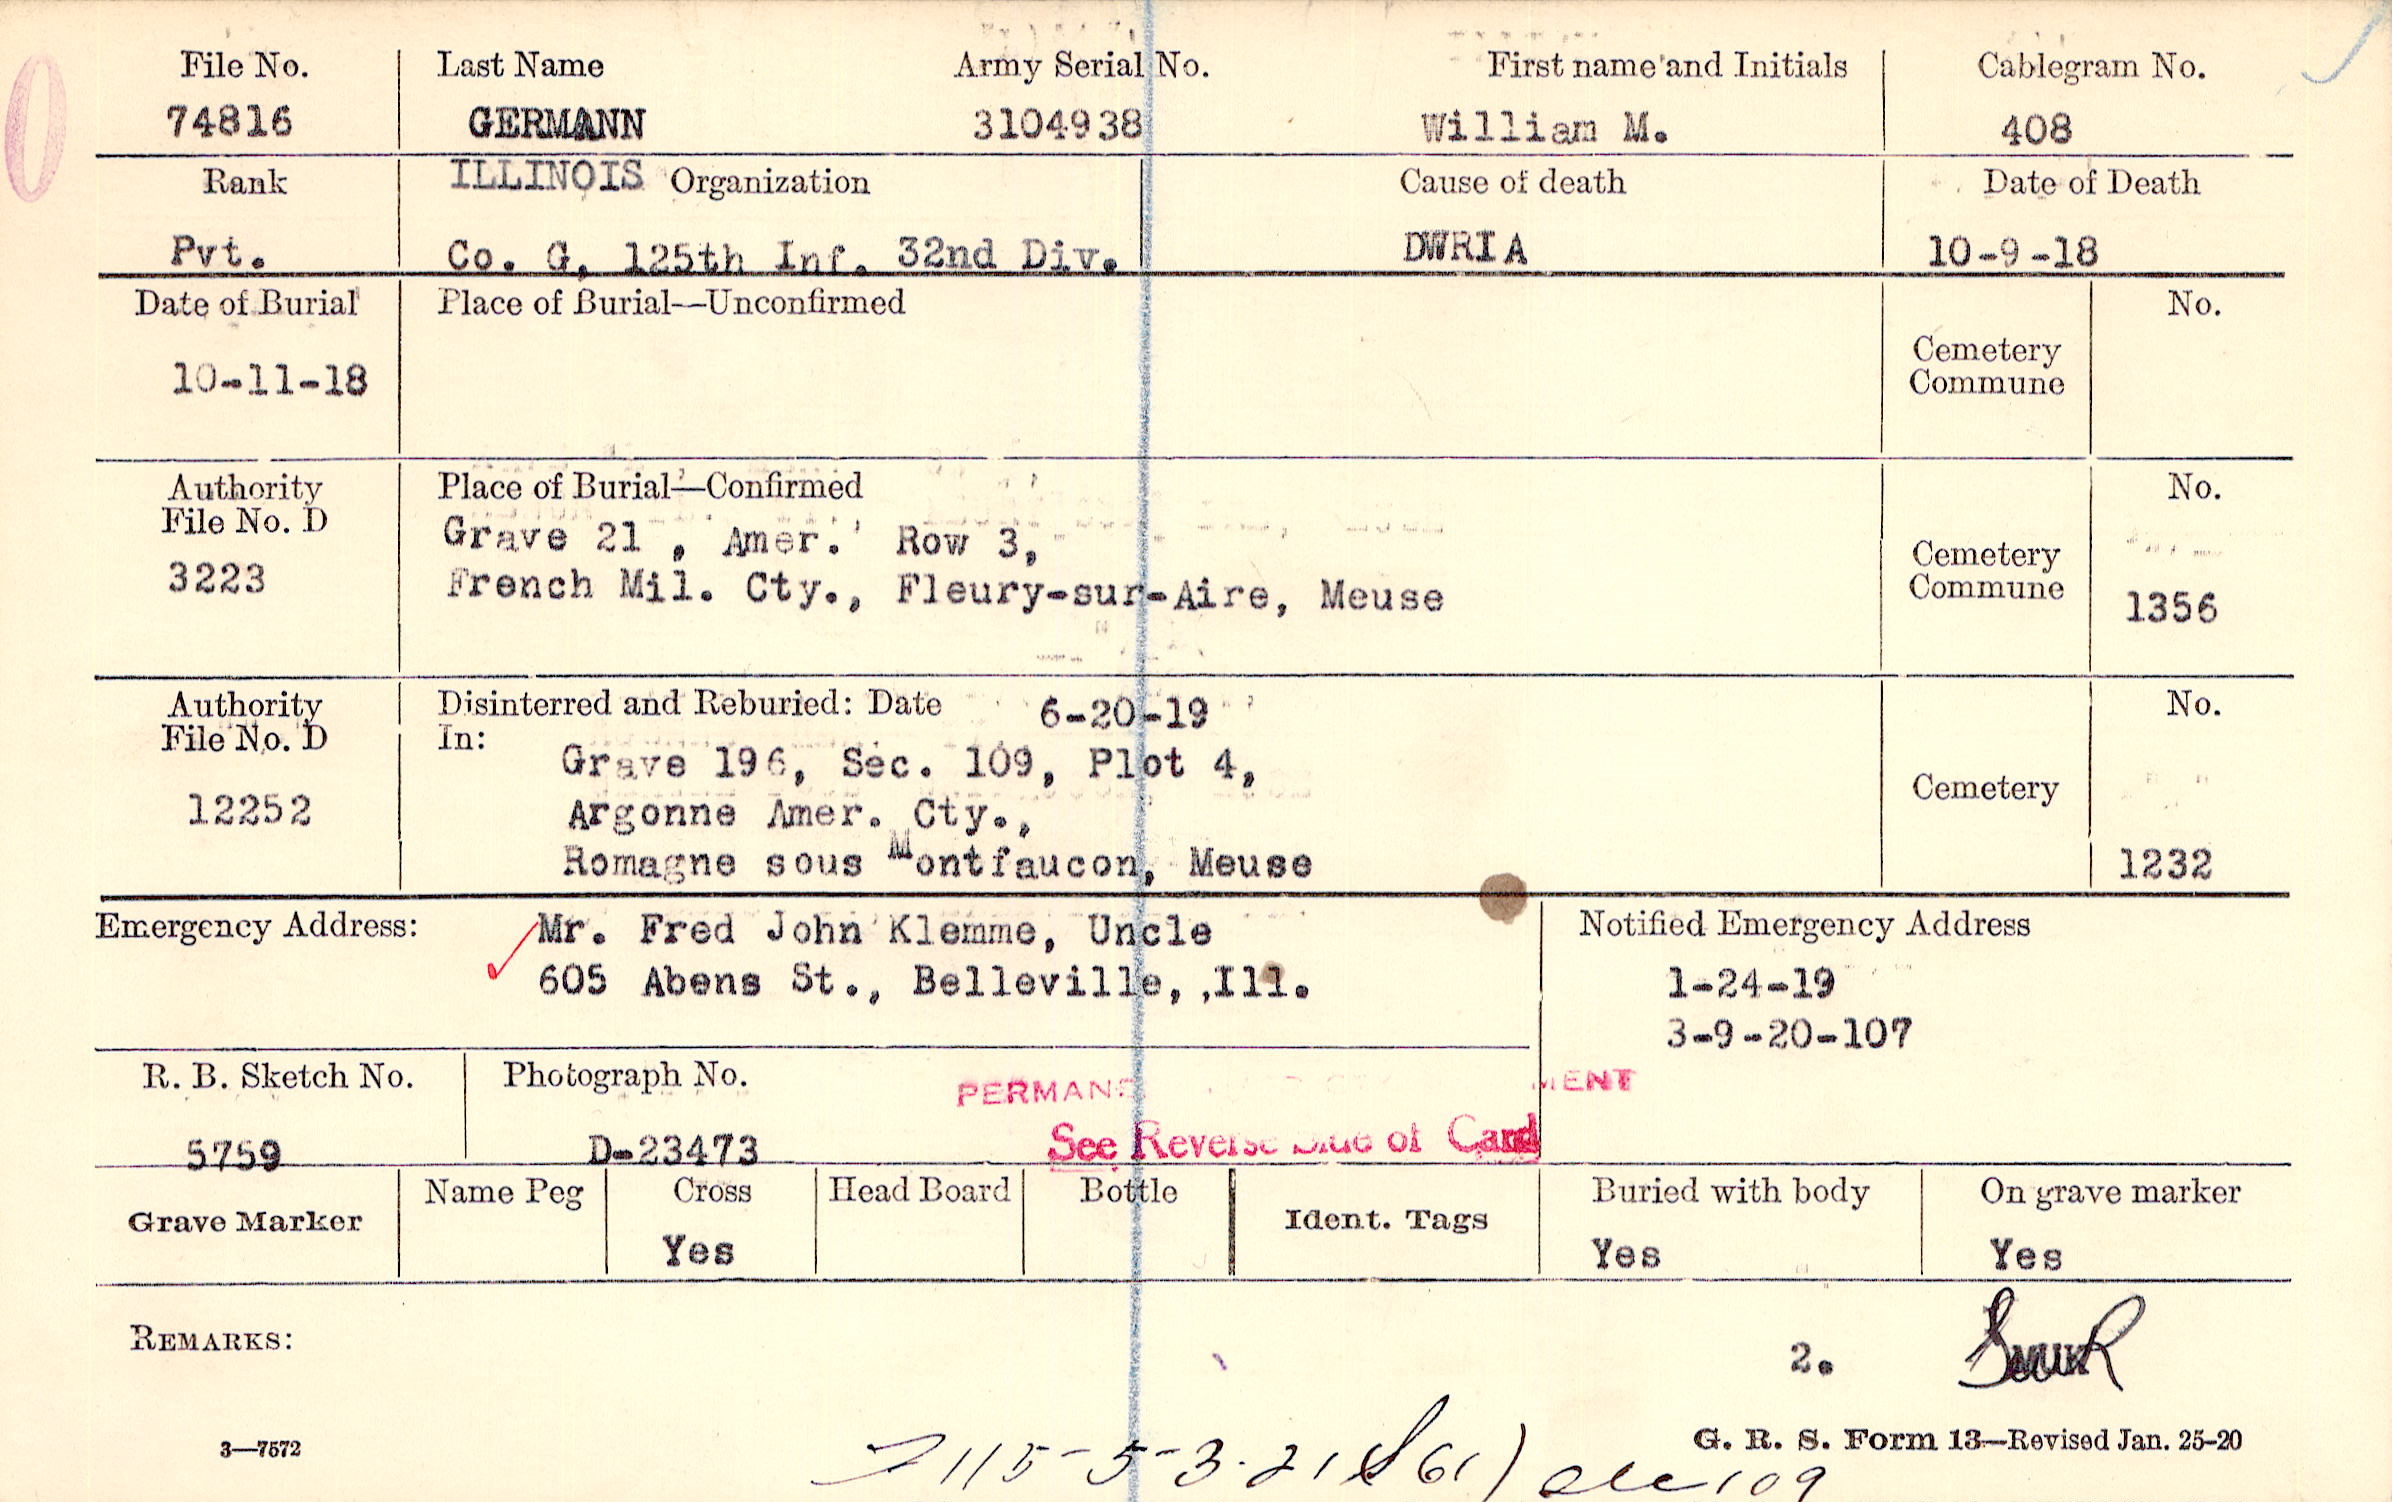 File No. Last Name Army Serial No. First name and Initials Cablegram No.
74816 GERMANN 3104938 William M. 408
Rank ILLINOIS Organization Cause of death Date of Death
Pvt. Co. G, 125th Inf. 32nd Div. DWRIA 10-9-18
Date of Burial Place of Burial—Unconfirmed No.
10-11-18 Cemetery
Commune
Authority Place of Burial—Confirmed No.
File No. D Grave 21 , Amer. Row 3,
3223 French Mil. Cty., Fleury-sur-Aire, Meuse Cemetery
Commune 1356
Authority Disinterred and Reburied: Date 6-20-19 No.
File No. D In:
Grave 196, Sec. 109, Plot 4,
12252 Argonne Amer. Cty., Cemetery
Romagne sous Montfaucon, Meuse 1232
Emergency Address: Mr. Fred John Klemme, Uncle Notified Emergency Address
605 Abens St., Belleville, ,Ill. 1-24-19
3-9-20-107
R. B. Sketch No. Photograph No. PERMANE MENT
5759 D-23473 See Reverse Side of Card
Grave Marker Name Peg Cross Head Board Bottle Ident. Tags Buried with body On grave marker
Yes Yes Yes
REMARKS:
2.
3—7572 G. R. S. Form 13—Revised Jan. 25-20
115-5-3-21 61) 109